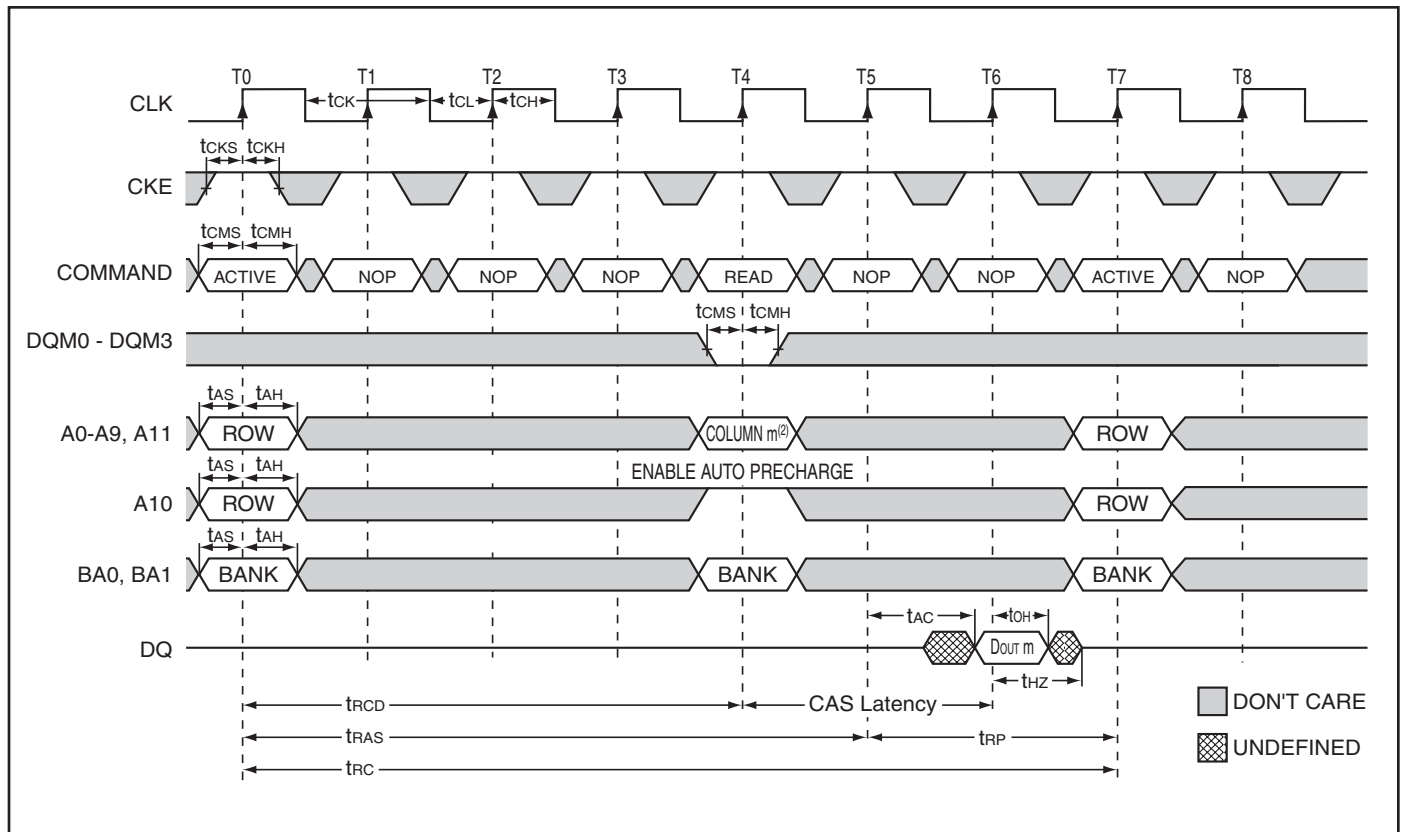 T0 T1 T2 T3 T4 T5 T6 T7 T8
CLK tCK tCL tCH
tCKS tCKH
CKE
tCMS tCMH
COMMAND ACTIVE NOP NOP NOP READ NOP NOP ACTIVE NOP
tCMS tCMH
DQM0 - DQM3
tAS tAH
A0-A9, A11 ROW COLUMN m(2) ROW
tAS tAH ENABLE AUTO PRECHARGE
A10 ROW ROW
tAS tAH
BA0, BA1 BANK BANK BANK
tAC tOH
DQ DOUT m
tHZ
tRCD CAS Latency DON'T CARE
tRAS tRP UNDEFINED
tRC